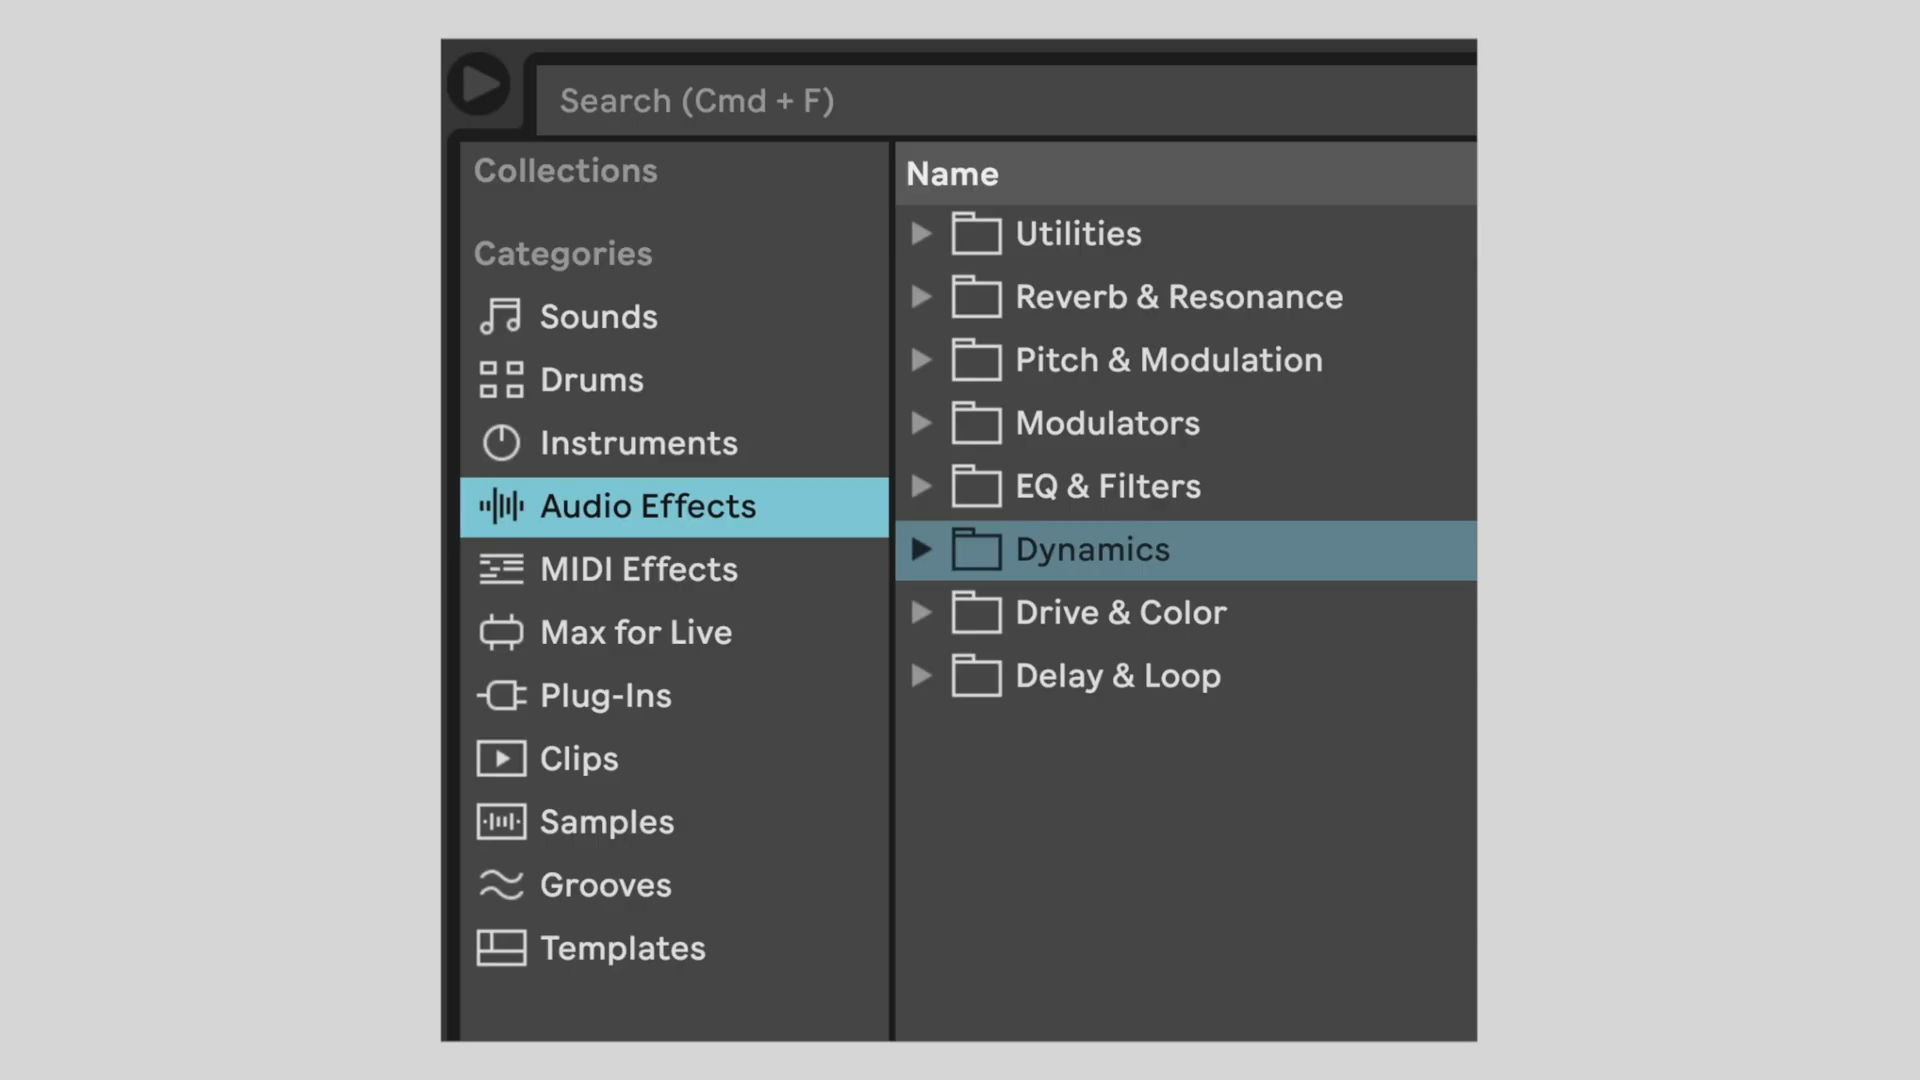 Search (Cmd + F)
Collections
Categories
Sounds
Drums
Instruments
Audio Effects
MIDI Effects
Max for Live
Plug-Ins
Clips
Samples
Grooves
Templates
Name
Utilities
Reverb & Resonance
Pitch & Modulation
Modulators
EQ & Filters
Dynamics
Drive & Color
Delay & Loop